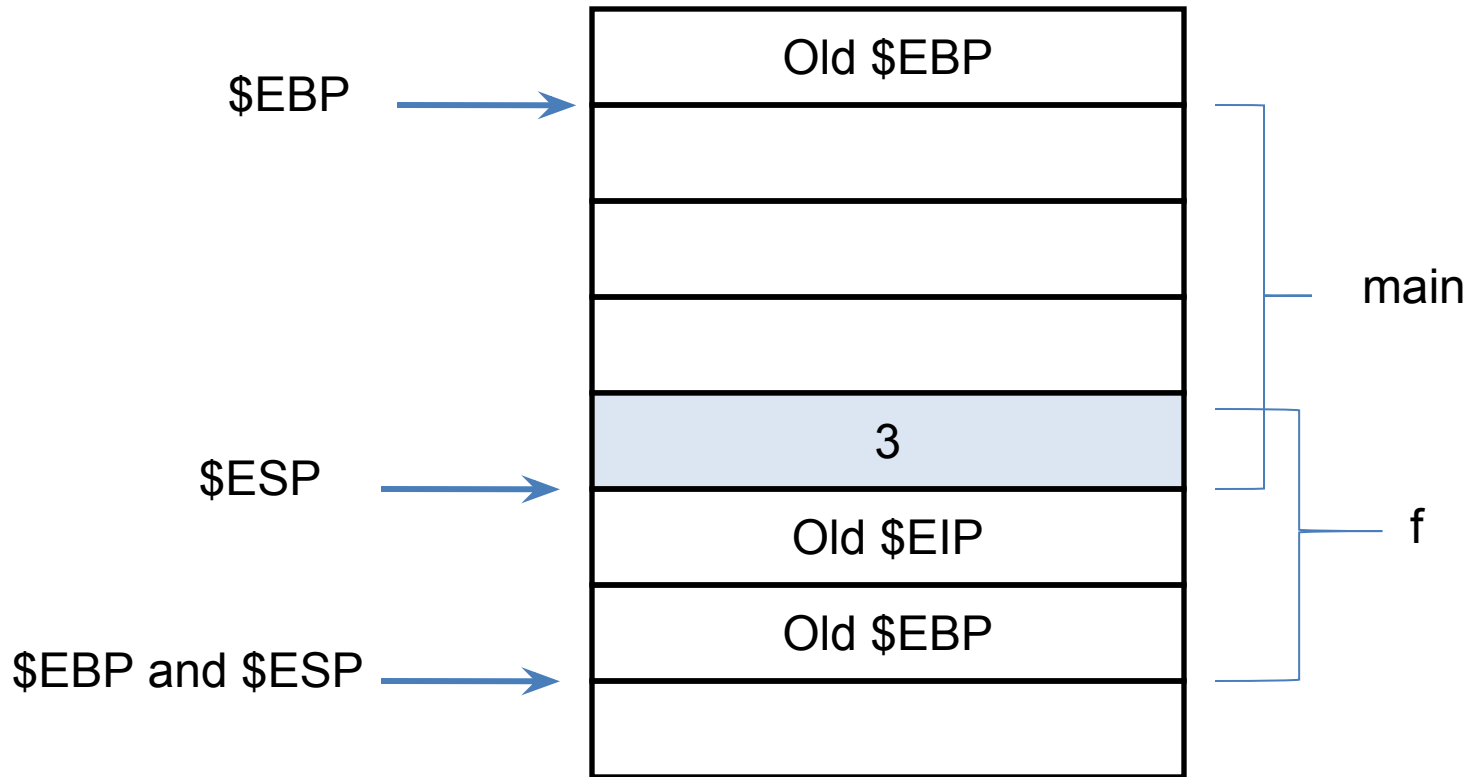 Old $EBP
$EBP
main
3
$ESP
Old $EIP
f
Old $EBP
$EBP and $ESP